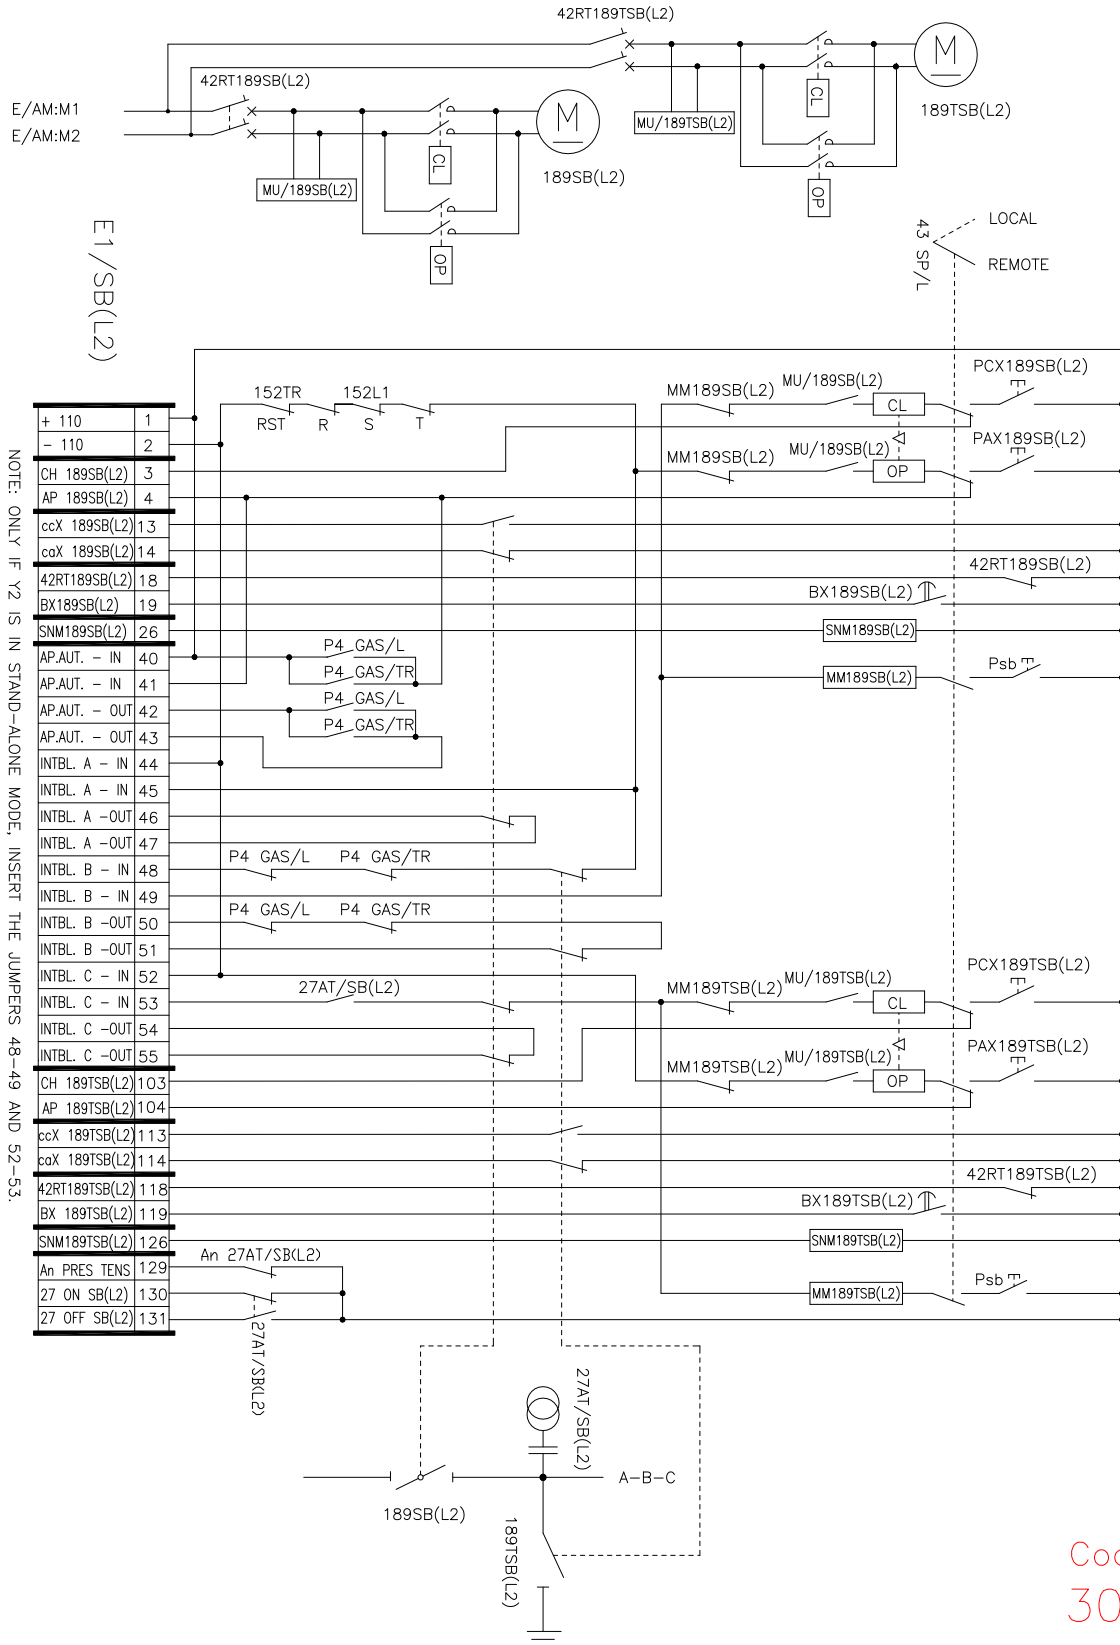 42RT189TSB(L2)
M
CL
MU/189TSB(L2)
189TSB(L2)
OP
42RT189SB(L2)
E/AM:M1
E/AM:M2
M
CL
MU/189SB(L2)
189SB(L2)
OP
E1/SB(L2)
43 SP/L
LOCAL
REMOTE
152TR
152L1
RST
R
S
T
MM189SB(L2)
MU/189SB(L2)
CL
PCX189SB(L2)
MM189SB(L2)
MU/189SB(L2)
OP
PAX189SB(L2)
+ 110 1
- 110 2
CH 189SB(L2) 3
AP 189SB(L2) 4
ccX 189SB(L2) 13
caX 189SB(L2) 14
42RT189SB(L2) 18
42RT189SB(L2)
BX189SB(L2) 19
BX189SB(L2)
SNM189SB(L2) 26
SNM189SB(L2)
AP.AUT. - IN 40
P4 GAS/L
AP.AUT. - IN 41
P4 GAS/TR
MM189SB(L2)
Psb
AP.AUT. - OUT 42
P4 GAS/L
AP.AUT. - OUT 43
P4 GAS/TR
INTBL. A - IN 44
INTBL. A - IN 45
INTBL. A -OUT 46
INTBL. A -OUT 47
INTBL. B - IN 48
P4 GAS/L
P4 GAS/TR
INTBL. B - IN 49
INTBL. B -OUT 50
P4 GAS/L
P4 GAS/TR
INTBL. B -OUT 51
INTBL. C - IN 52
INTBL. C - IN 53
27AT/SB(L2)
MM189TSB(L2)
MU/189TSB(L2)
CL
PCX189TSB(L2)
INTBL. C -OUT 54
INTBL. C -OUT 55
MM189TSB(L2)
MU/189TSB(L2)
OP
PAX189TSB(L2)
CH 189TSB(L2) 103
AP 189TSB(L2) 104
ccX 189TSB(L2) 113
caX 189TSB(L2) 114
42RT189TSB(L2) 118
42RT189TSB(L2)
BX 189TSB(L2) 119
BX189TSB(L2)
SNM189TSB(L2) 126
SNM189TSB(L2)
An PRES TENS 129
An 27AT/SB(L2)
27 ON SB(L2) 130
MM189TSB(L2)
Psb
27 OFF SB(L2) 131
27AT/SB(L2)
NOTE: ONLY IF Y2 IS IN STAND-ALONE MODE, INSERT THE JUMPERS 48-49 AND 52-53.
27AT/SB(L2)
A-B-C
189SB(L2)
189TSB(L2)
30